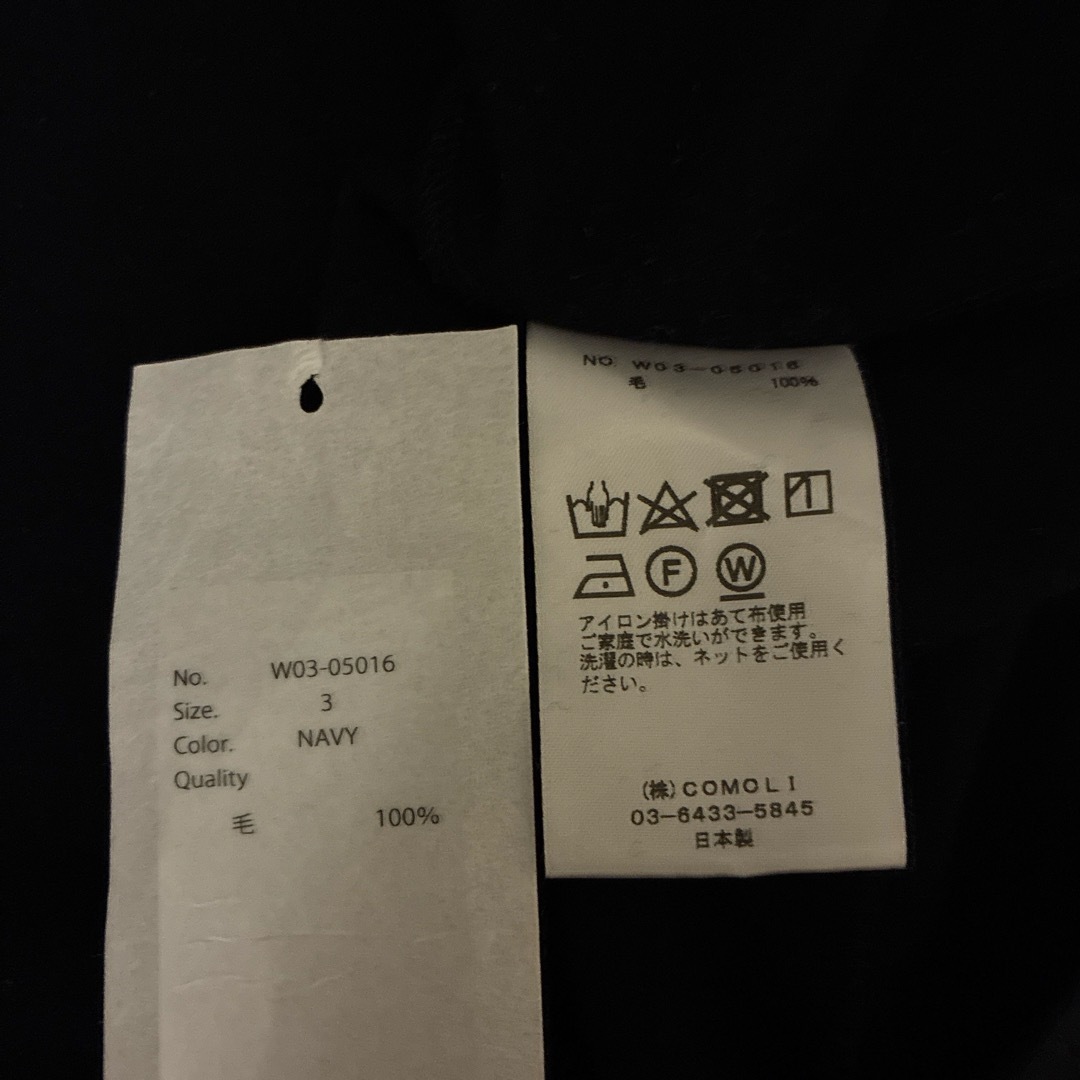 No. W03-05016
Size. 3
Color. NAVY
Quality
毛 100%
NO. W03-05016
毛 100%
F W
アイロン掛けはあて布使用
ご家庭で水洗いができます。
洗濯の時は、ネットをご使用く
ださい。
(株)COMOLI
03-6433-5845
日本製